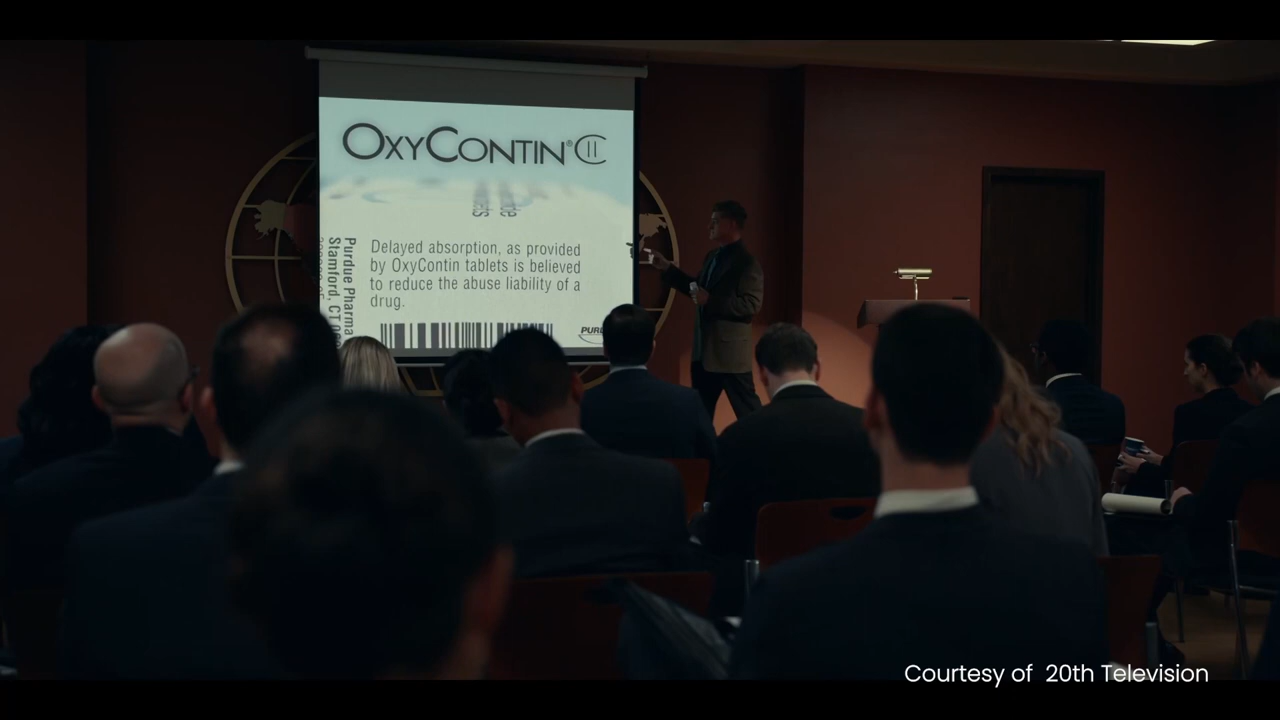 OXYCONTIN® CII
Delayed absorption, as provided
by OxyContin tablets is believed
to reduce the abuse liability of a
drug.
Purdue Pharma
Stamford, CT
Courtesy of 20th Television